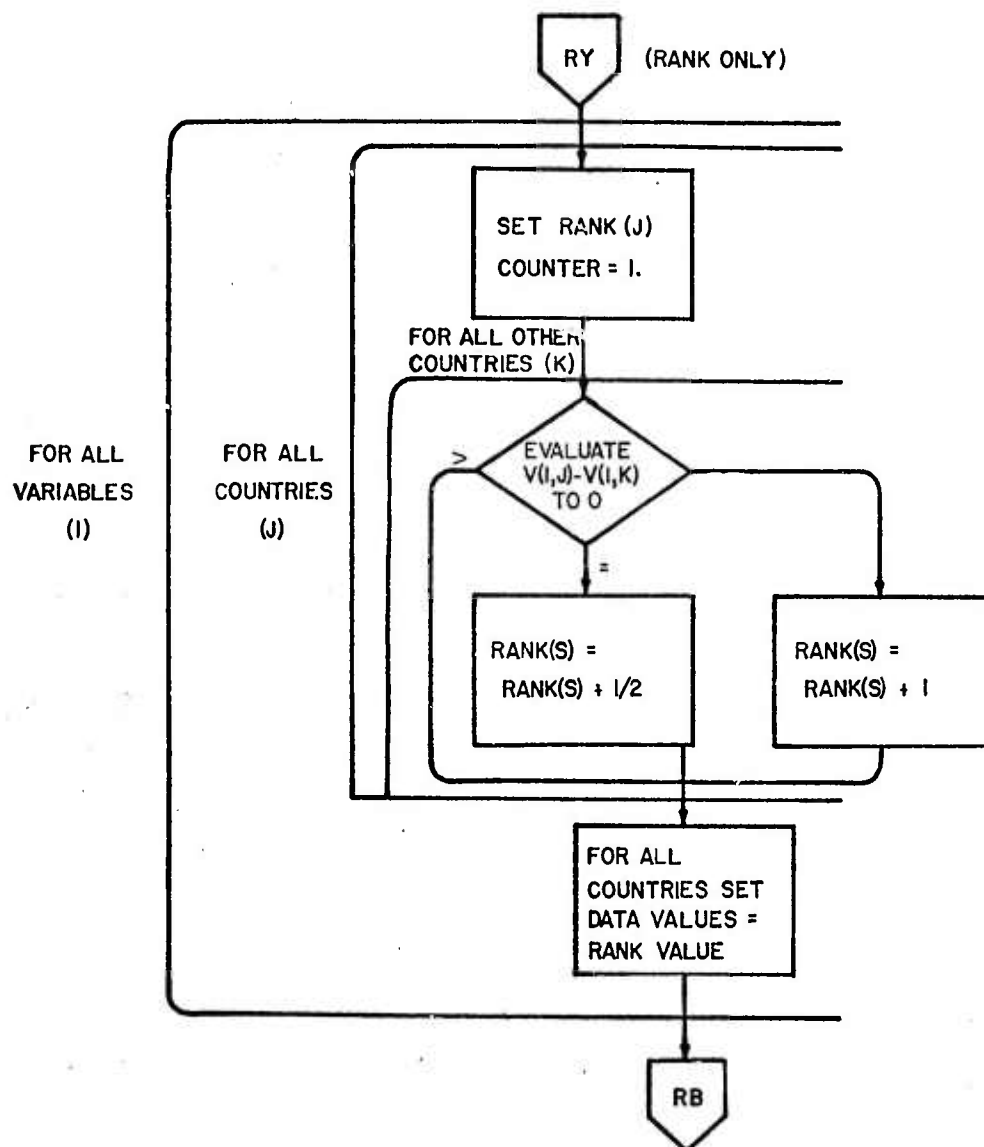 RY (RANK ONLY)
SET RANK (J)
COUNTER = 1.
FOR ALL OTHER
COUNTRIES (K)
FOR ALL
VARIABLES
(I)
FOR ALL
COUNTRIES
(J)
>
EVALUATE
V(I,J)-V(I,K)
TO 0
=
RANK(S) =
RANK(S) + 1/2
RANK(S) =
RANK(S) + 1
FOR ALL
COUNTRIES SET
DATA VALUES =
RANK VALUE
RB